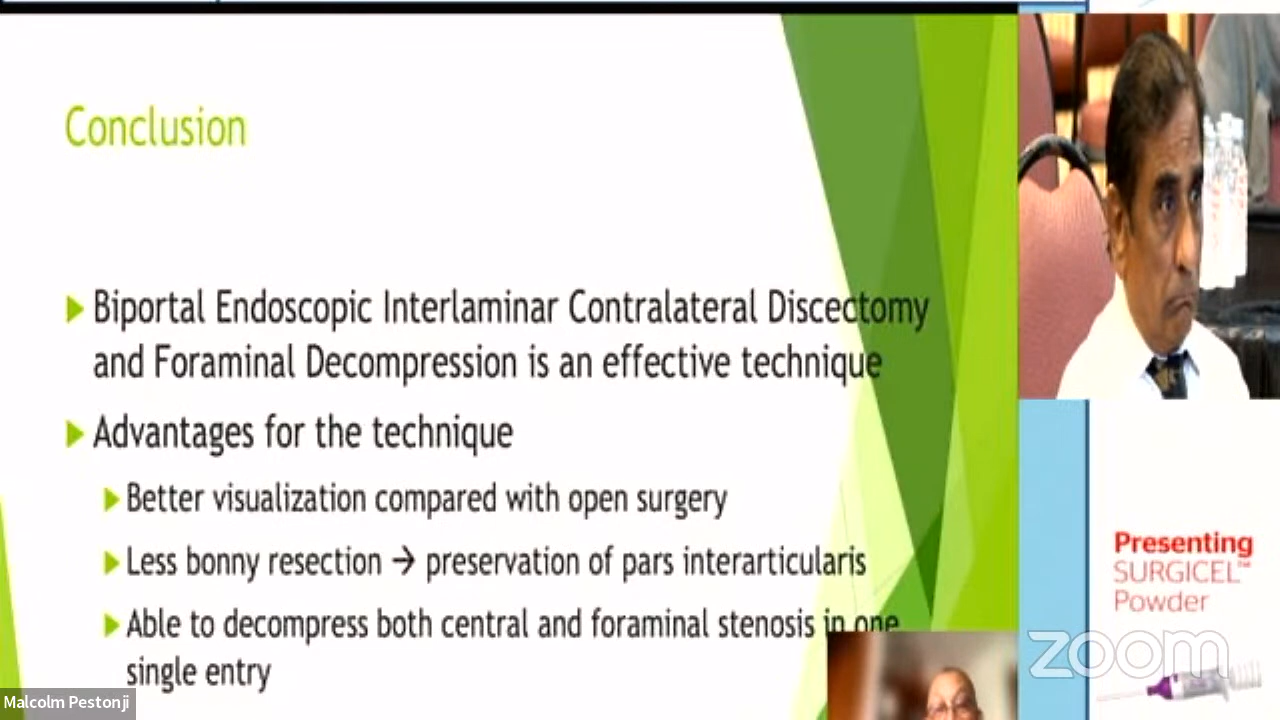 Conclusion
Biportal Endoscopic Interlaminar Contralateral Discectomy
and Foraminal Decompression is an effective technique
Advantages for the technique
Better visualization compared with open surgery
Less bonny resection → preservation of pars interarticularis
Able to decompress both central and foraminal stenosis in one
single entry
Presenting
SURGICEL™
Powder
zoom
Malcolm Pestonji